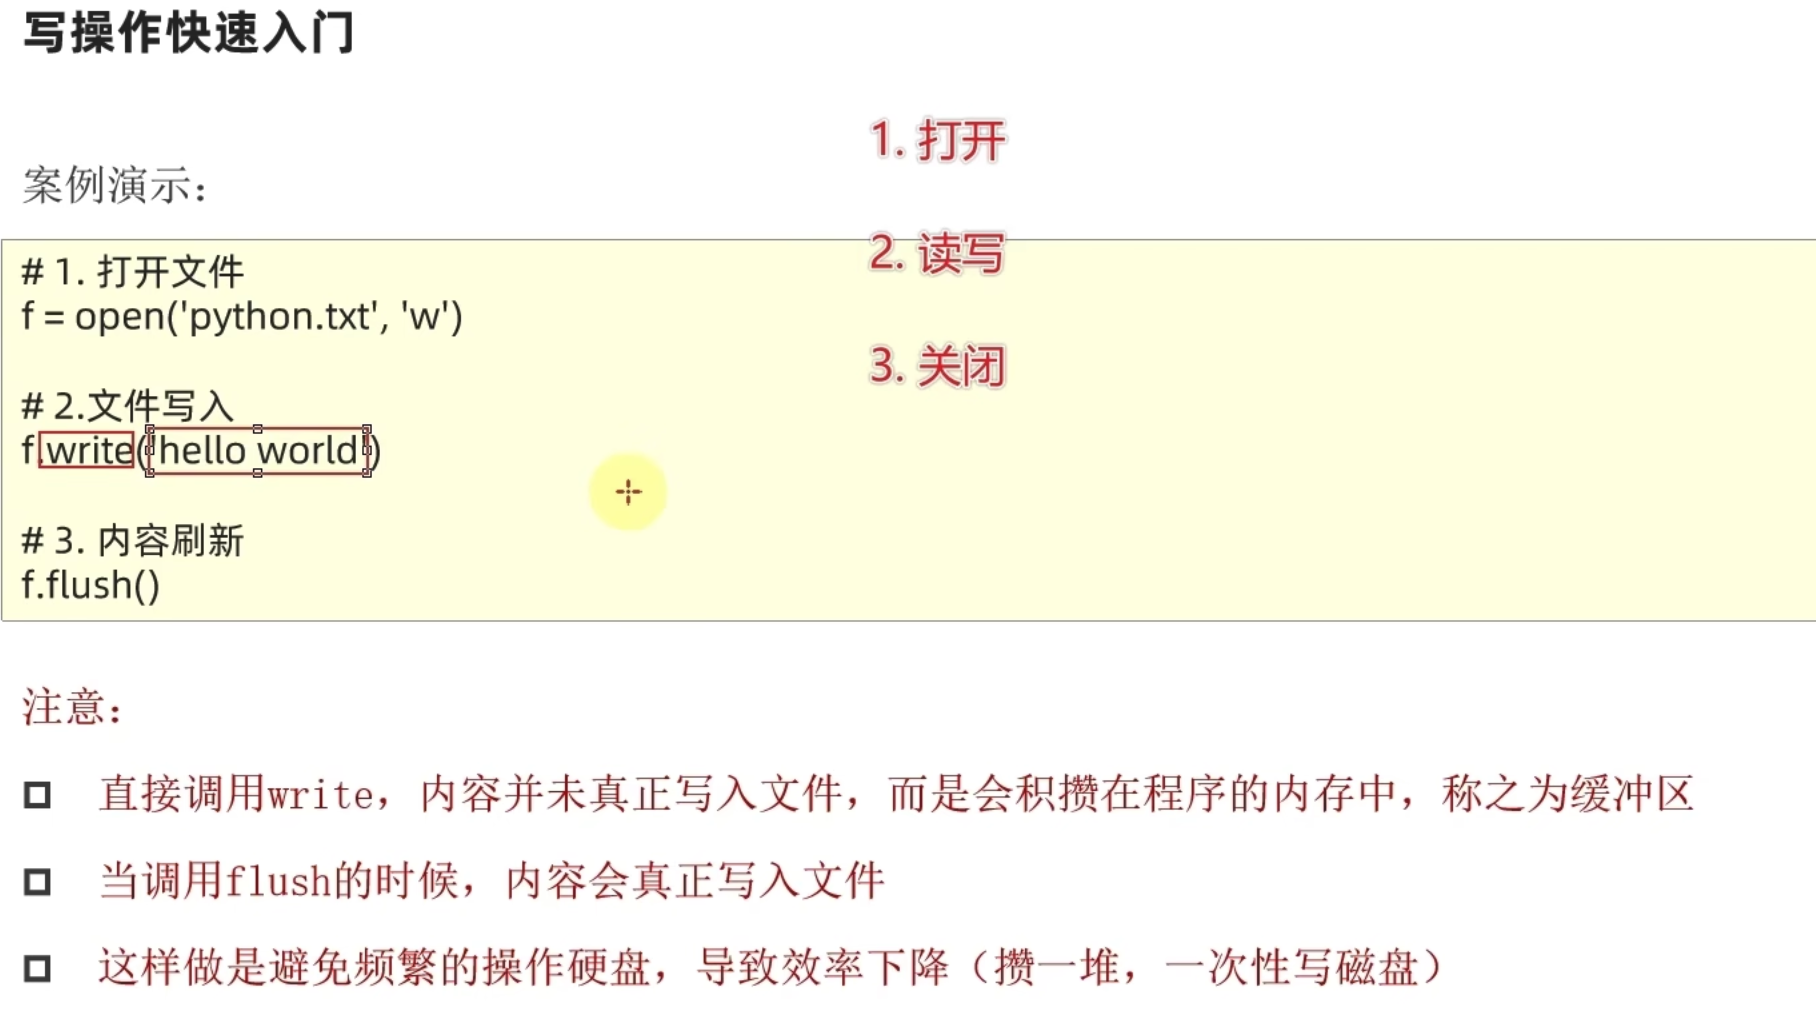 写操作快速入门
1. 打开
案例演示：
2. 读写
# 1. 打开文件
f = open('python.txt', 'w')
3. 关闭
# 2.文件写入
f.write('hello world')
# 3. 内容刷新
f.flush()
注意：
直接调用write，内容并未真正写入文件，而是会积攒在程序的内存中，称之为缓冲区
当调用flush的时候，内容会真正写入文件
这样做是避免频繁的操作硬盘，导致效率下降（攒一堆，一次性写磁盘）